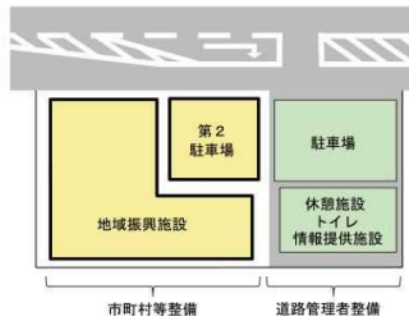 第２
駐車場
駐車場
地域振興施設
休憩施設
トイレ
情報提供施設
市町村等整備
道路管理者整備